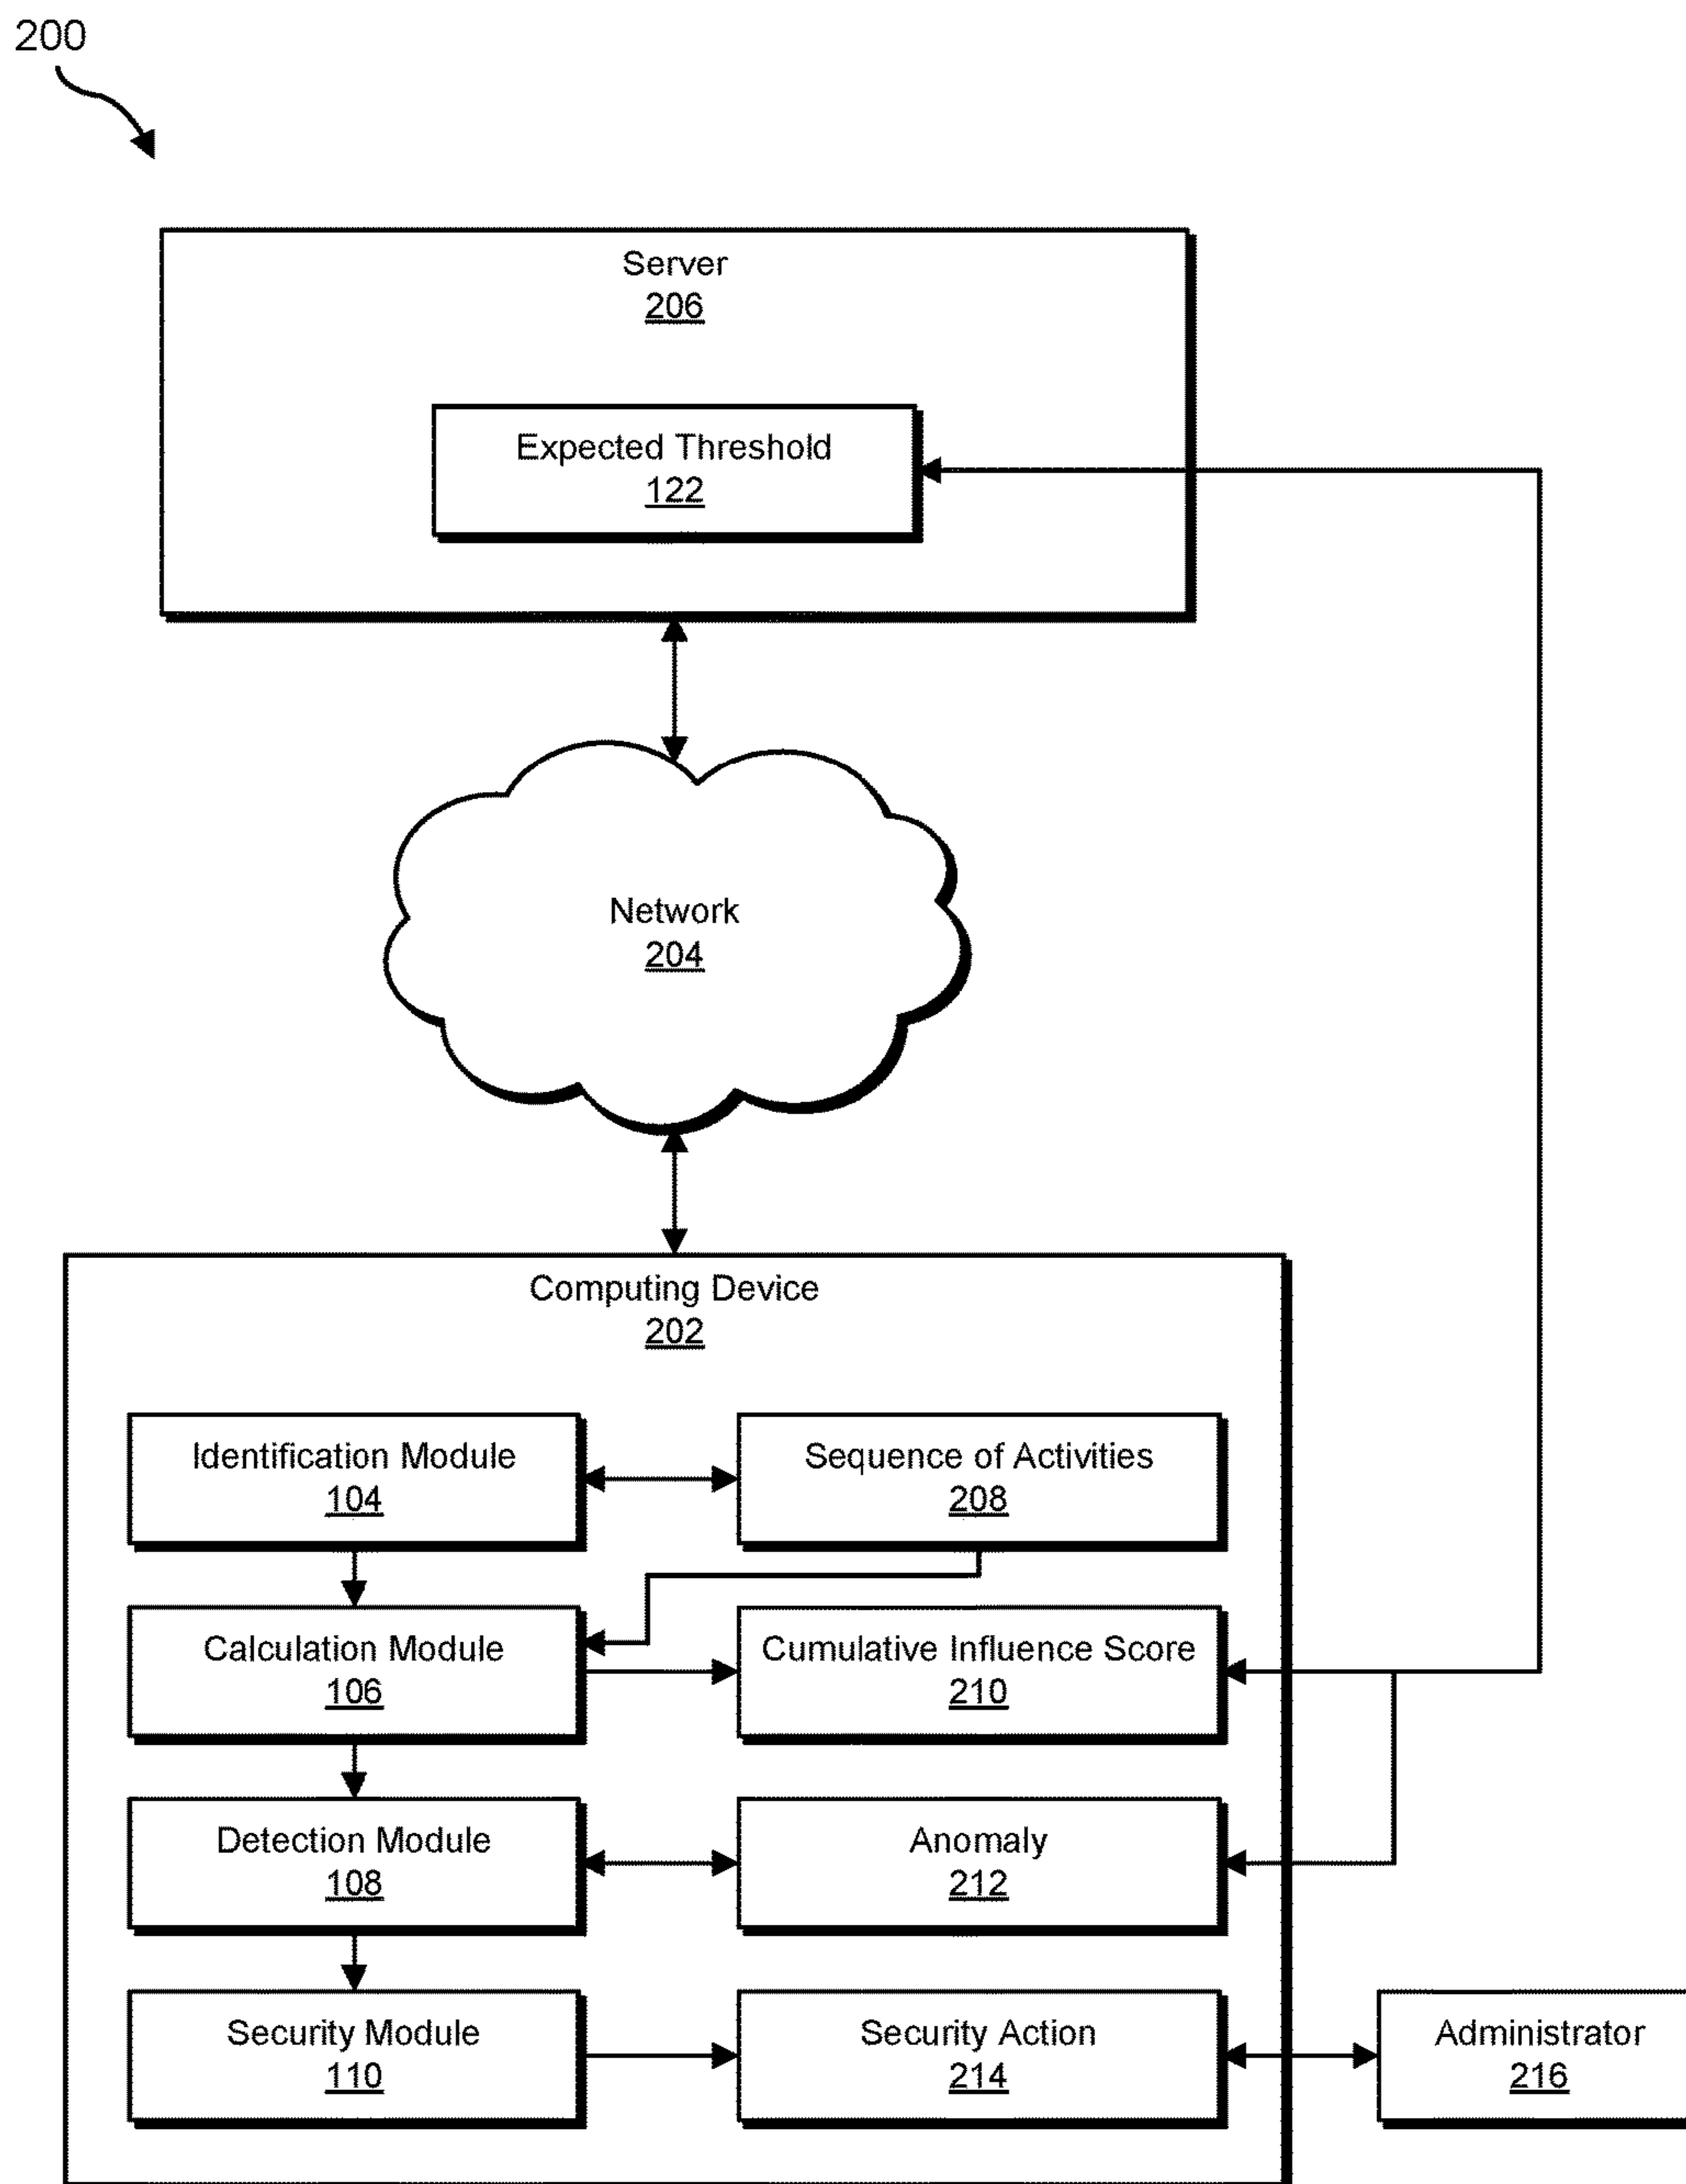 200
Server
206
Expected Threshold
122
Network
204
Computing Device
202
Identification Module
104
Sequence of Activities
208
Calculation Module
106
Cumulative Influence Score
210
Detection Module
108
Anomaly
212
Security Module
110
Security Action
214
Administrator
216